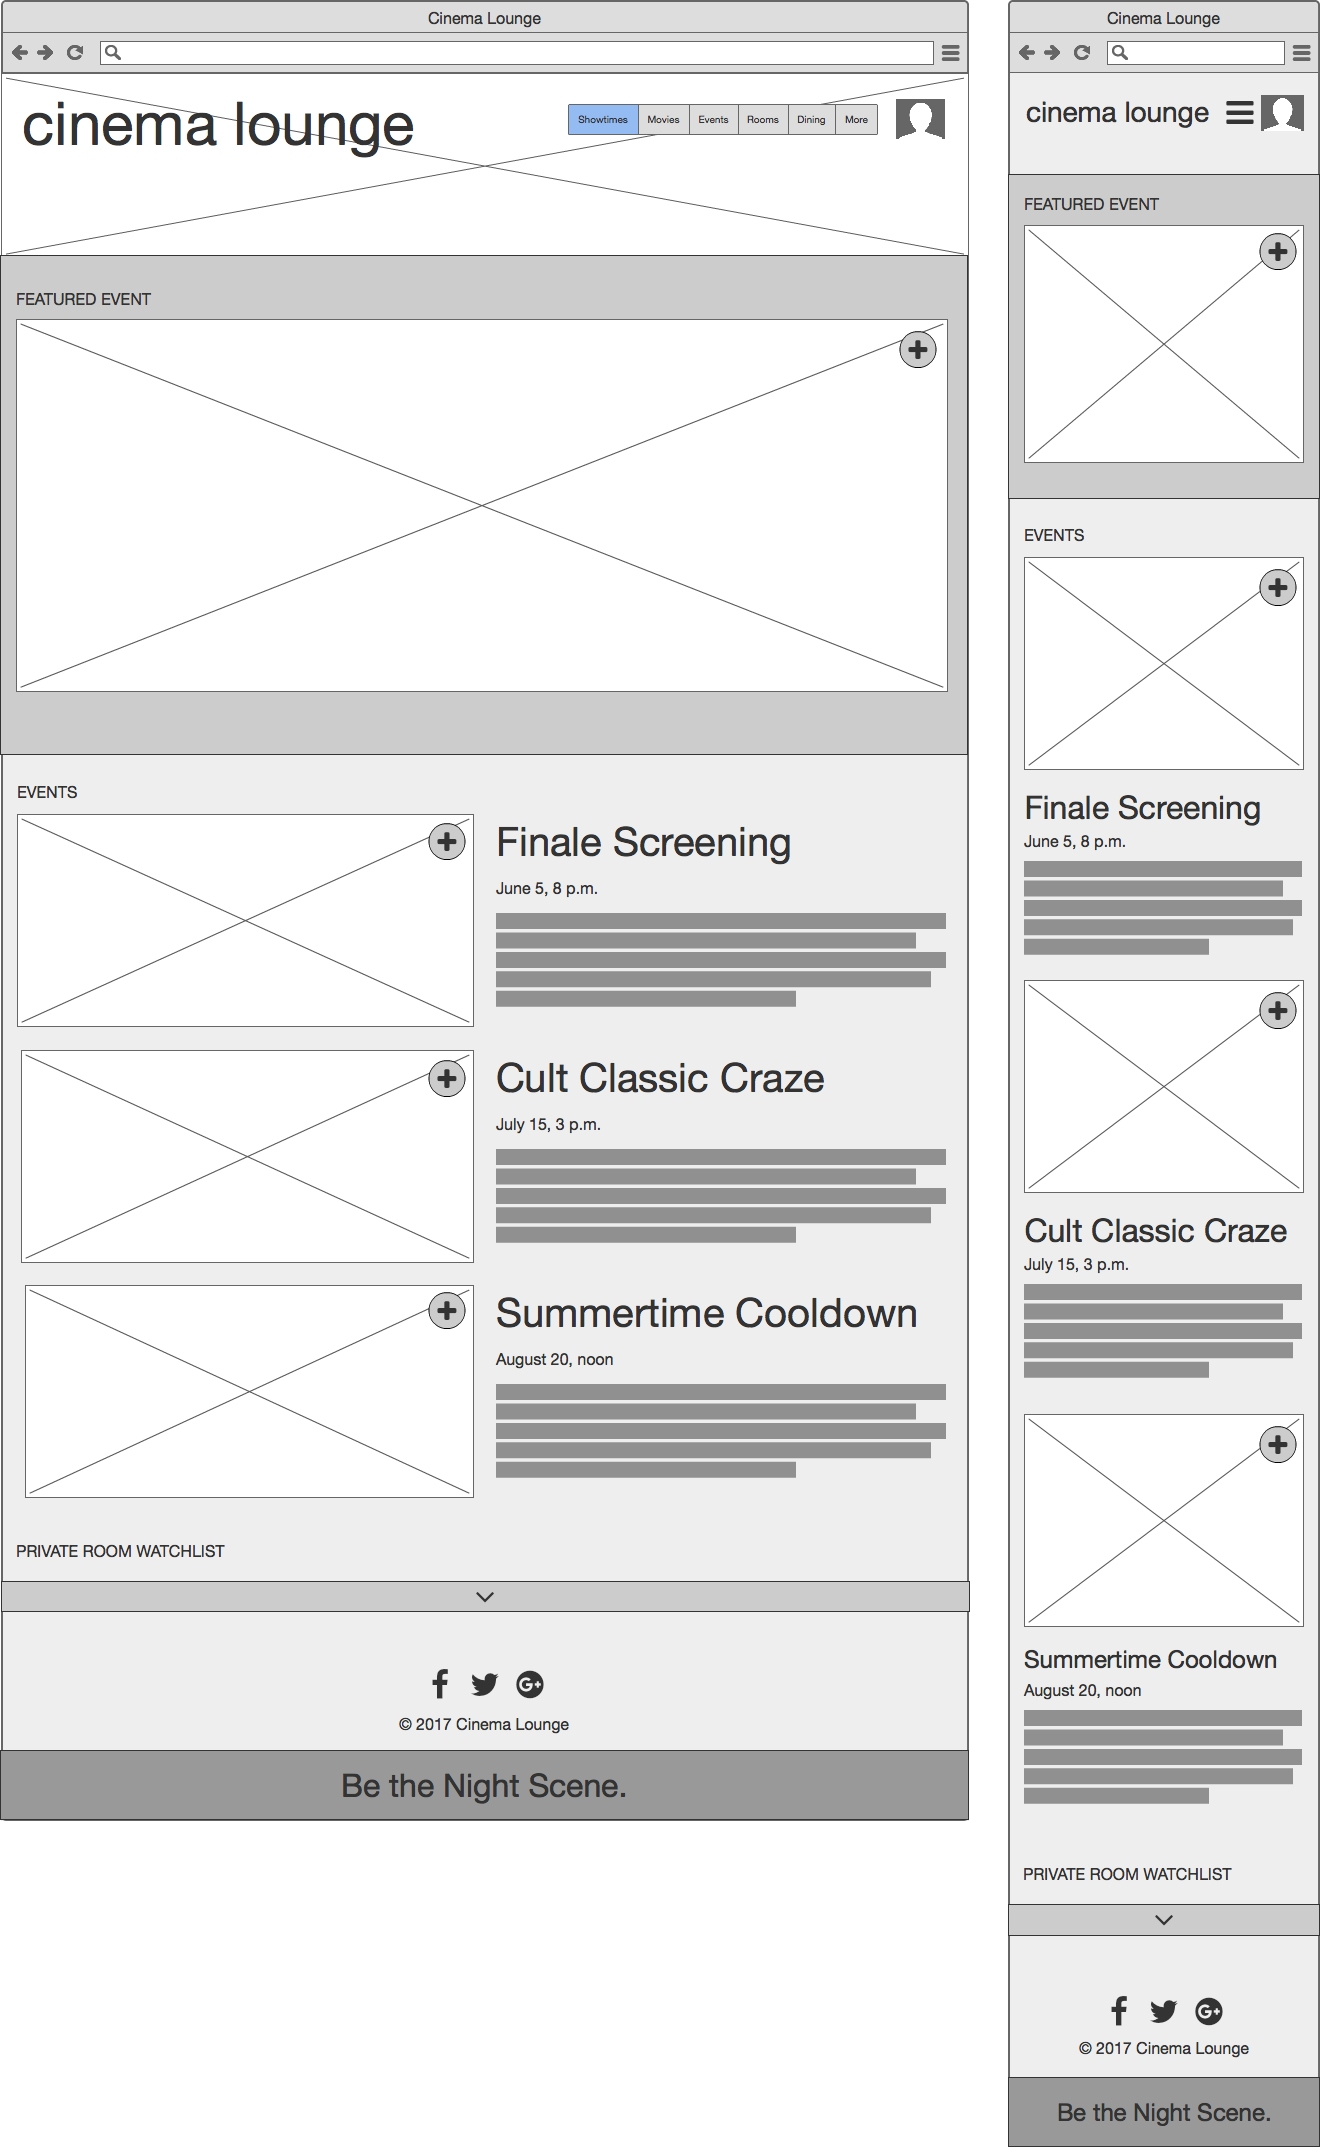 Cinema Lounge
cinema lounge
Showtimes Movies Events Rooms Dining More
FEATURED EVENT
EVENTS
Finale Screening
June 5, 8 p.m.
Cult Classic Craze
July 15, 3 p.m.
Summertime Cooldown
August 20, noon
PRIVATE ROOM WATCHLIST
© 2017 Cinema Lounge
Be the Night Scene.
Cinema Lounge
cinema lounge
FEATURED EVENT
EVENTS
Finale Screening
June 5, 8 p.m.
Cult Classic Craze
July 15, 3 p.m.
Summertime Cooldown
August 20, noon
PRIVATE ROOM WATCHLIST
© 2017 Cinema Lounge
Be the Night Scene.